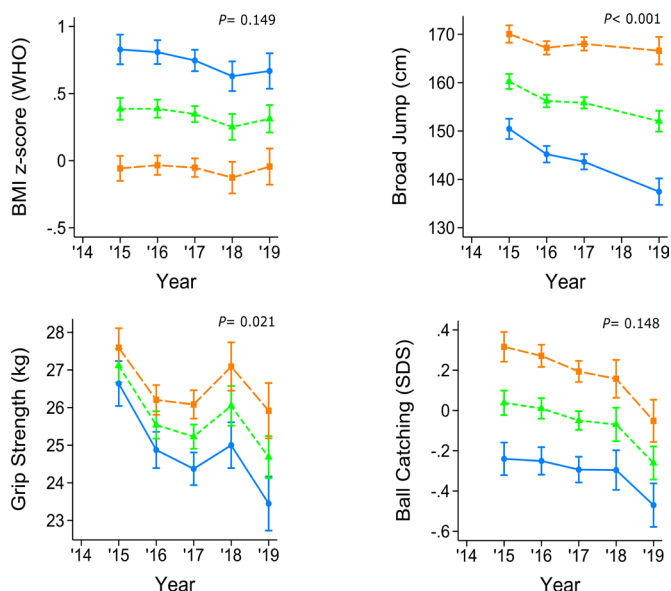 P= 0.149
BMI z-score (WHO)
1
.5
0
-.5
'14 '15 '16 '17 '18 '19
Year
P< 0.001
Broad Jump (cm)
170
160
150
140
130
'14 '15 '16 '17 '18 '19
Year
P= 0.021
Grip Strength (kg)
28
27
26
25
24
23
'14 '15 '16 '17 '18 '19
Year
P= 0.148
Ball Catching (SDS)
.4
.2
0
-.2
-.4
-.6
'14 '15 '16 '17 '18 '19
Year